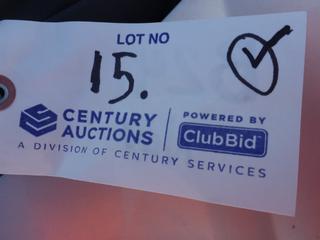 LOT NO
15.
CENTURY AUCTIONS
POWERED BY
ClubBid
A DIVISION OF CENTURY SERVICES